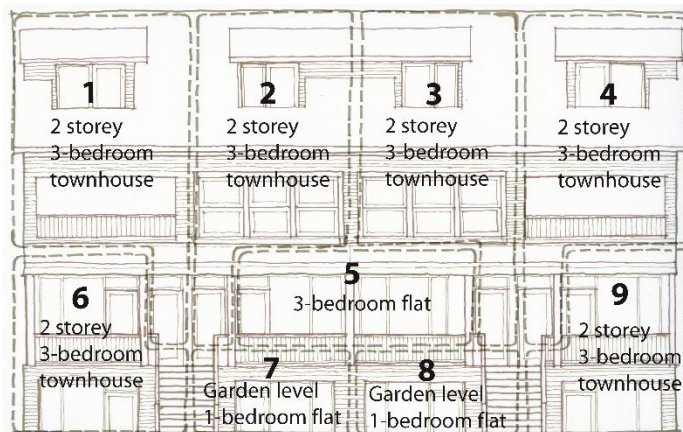 1
2 storey
3-bedroom
townhouse
2
2 storey
3-bedroom
townhouse
3
2 storey
3-bedroom
townhouse
4
2 storey
3-bedroom
townhouse
5
3-bedroom flat
6
2 storey
3-bedroom
townhouse
7
Garden level
1-bedroom flat
8
Garden level
1-bedroom flat
9
2 storey
3-bedroom
townhouse